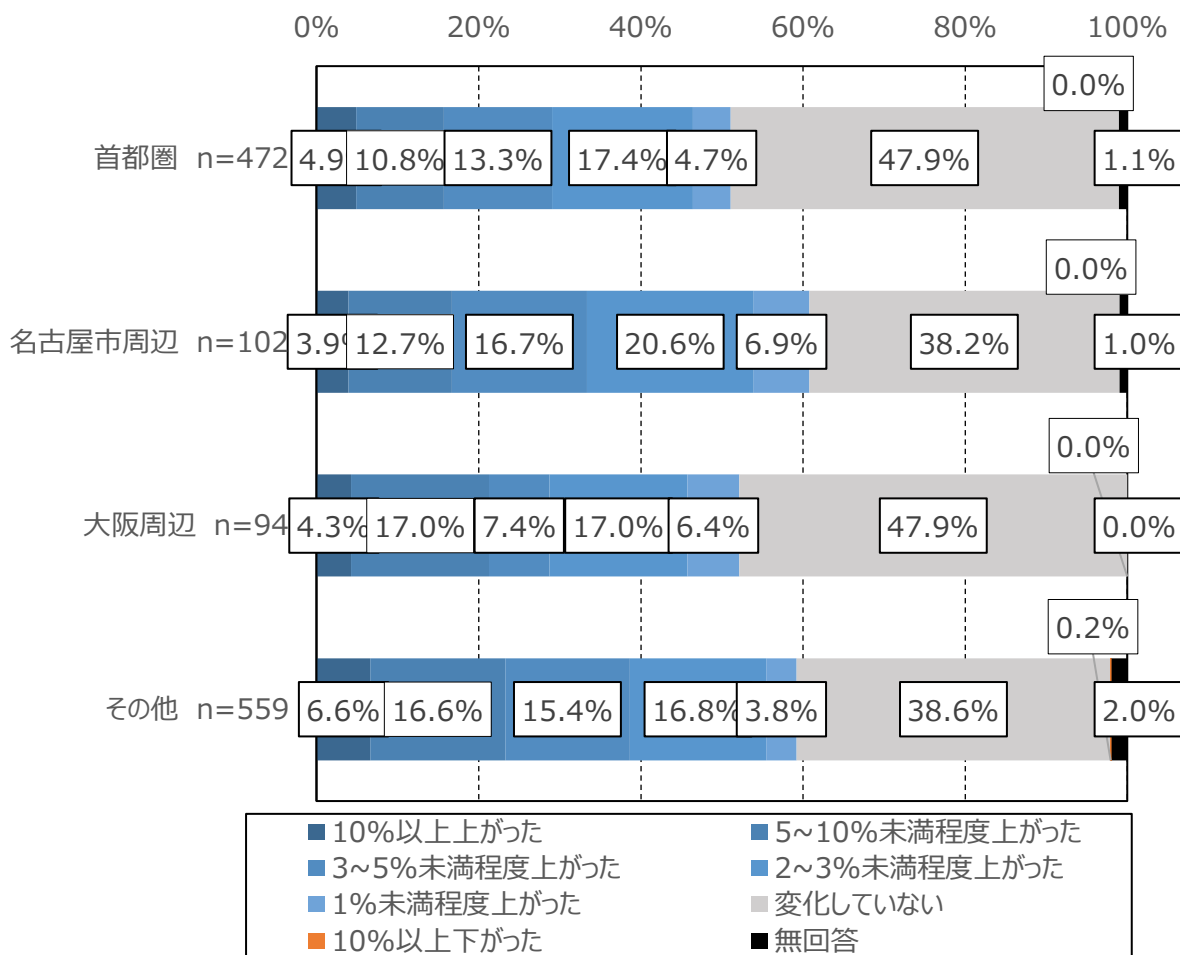 0% 20% 40% 60% 80% 100%
0.0%
首都圏 n=472 4.9 10.8% 13.3% 17.4% 4.7% 47.9% 1.1%
0.0%
名古屋市周辺 n=102 3.9% 12.7% 16.7% 20.6% 6.9% 38.2% 1.0%
0.0%
大阪周辺 n=94 4.3% 17.0% 7.4% 17.0% 6.4% 47.9% 0.0%
0.2%
その他 n=559 6.6% 16.6% 15.4% 16.8% 3.8% 38.6% 2.0%
10%以上上がった 5~10%未満程度上がった
3~5%未満程度上がった 2~3%未満程度上がった
1%未満程度上がった 変化していない
10%以上下がった 無回答